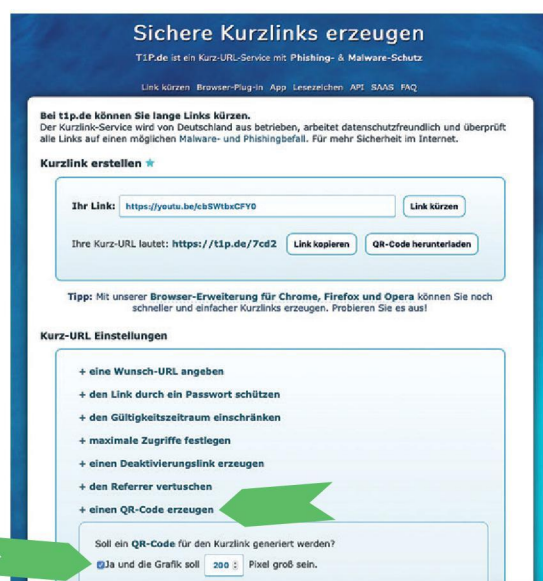 Sichere Kurzlinks erzeugen
T1P.de ist ein Kurz-URL-Service mit Phishing- & Malware-Schutz
Link kürzen Browser-Plug-in App Lesezeichen API SAAS FAQ
Bei t1p.de können Sie lange Links kürzen.
Der Kurzlink-Service wird von Deutschland aus betrieben, arbeitet datenschutzfreundlich und überprüft
alle Links auf einen möglichen Malware- und Phishingbefall. Für mehr Sicherheit im Internet.
Kurzlink erstellen
Ihr Link: https://youtu.be/cbSWtbxCFY0 Link kürzen
Ihre Kurz-URL lautet: https://t1p.de/7cd2 Link kopieren QR-Code herunterladen
Tipp: Mit unserer Browser-Erweiterung für Chrome, Firefox und Opera können Sie noch
schneller und einfacher Kurzlinks erzeugen. Probieren Sie es aus!
Kurz-URL Einstellungen
+ eine Wunsch-URL angeben
+ den Link durch ein Passwort schützen
+ den Gültigkeitszeitraum einschränken
+ maximale Zugriffe festlegen
+ einen Deaktivierungslink erzeugen
+ den Referrer vertuschen
+ einen QR-Code erzeugen
Soll ein QR-Code für den Kurzlink generiert werden?
Ja und die Grafik soll 200 Pixel groß sein.